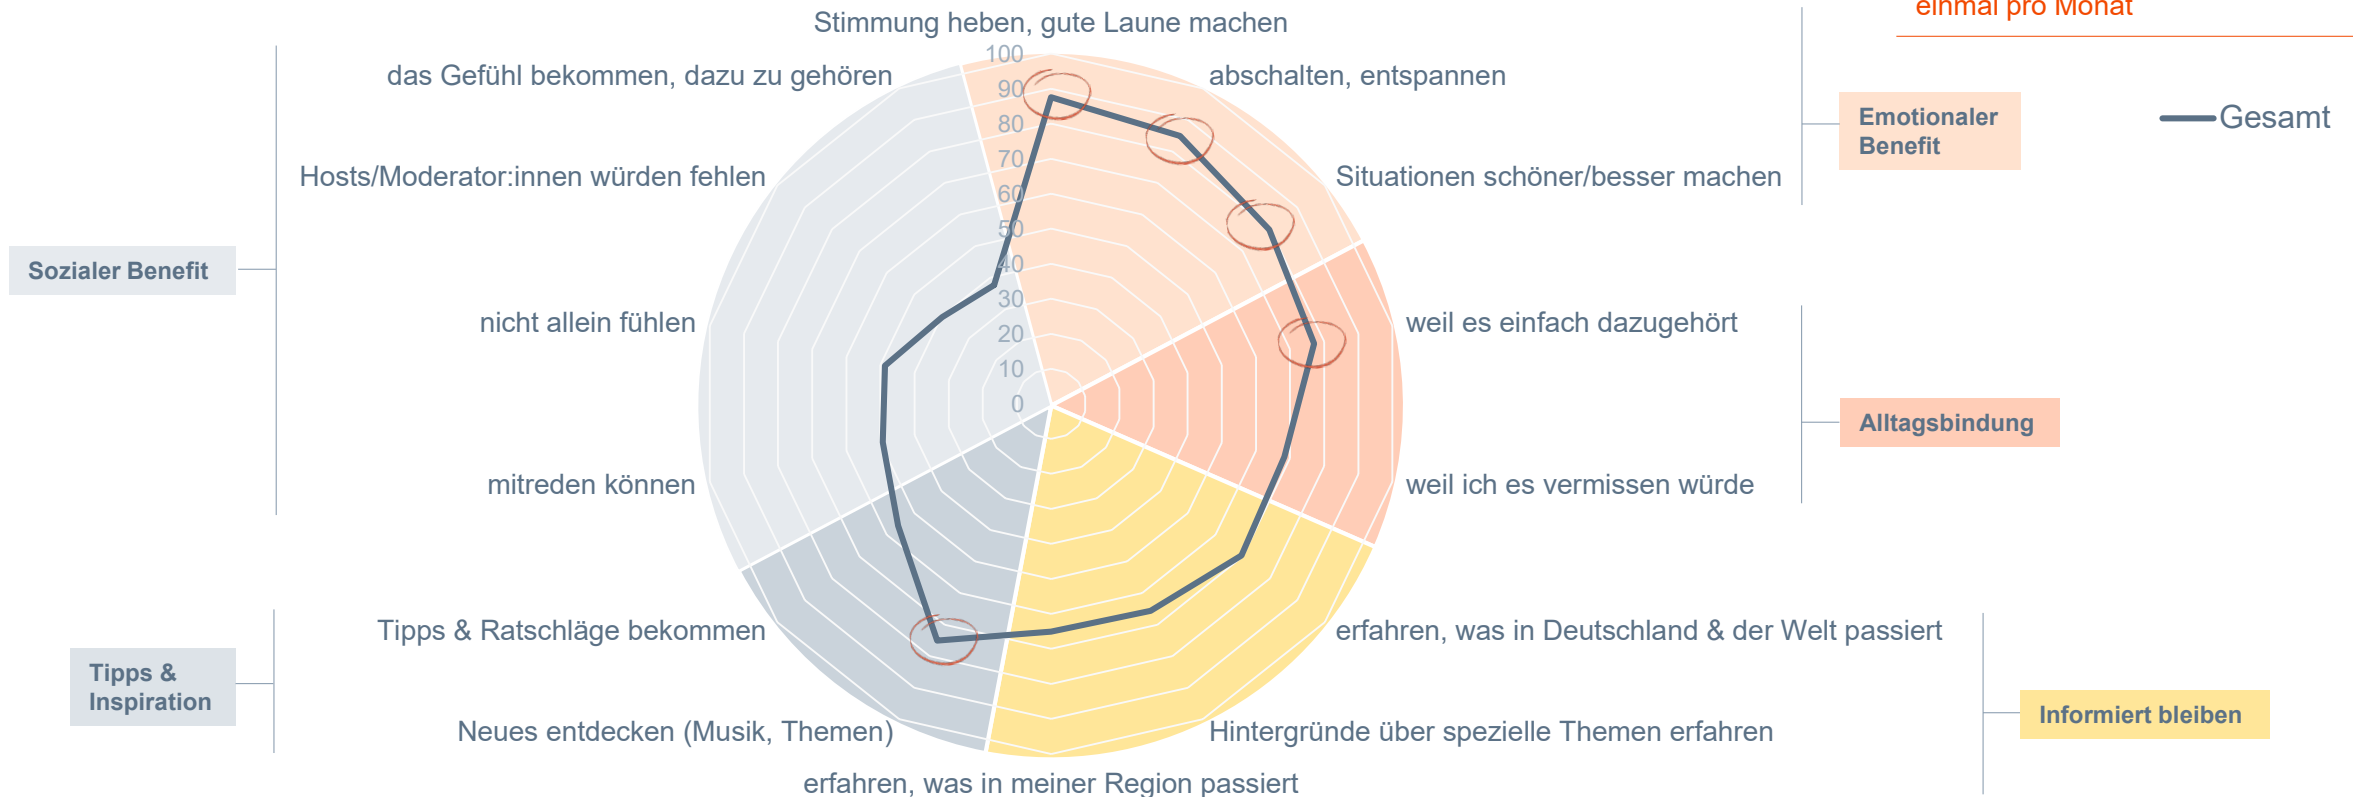 einmal pro Monat
Stimmung heben, gute Laune machen
das Gefühl bekommen, dazu zu gehören
abschalten, entspannen
Hosts/Moderator:innen würden fehlen
Situationen schöner/besser machen
Emotionaler
Benefit
Gesamt
Sozialer Benefit
nicht allein fühlen
weil es einfach dazugehört
Alltagsbindung
mitreden können
weil ich es vermissen würde
Tipps & Ratschläge bekommen
erfahren, was in Deutschland & der Welt passiert
Tipps &
Inspiration
Informiert bleiben
Neues entdecken (Musik, Themen)
Hintergründe über spezielle Themen erfahren
erfahren, was in meiner Region passiert
100
90
80
70
60
50
40
30
20
10
0